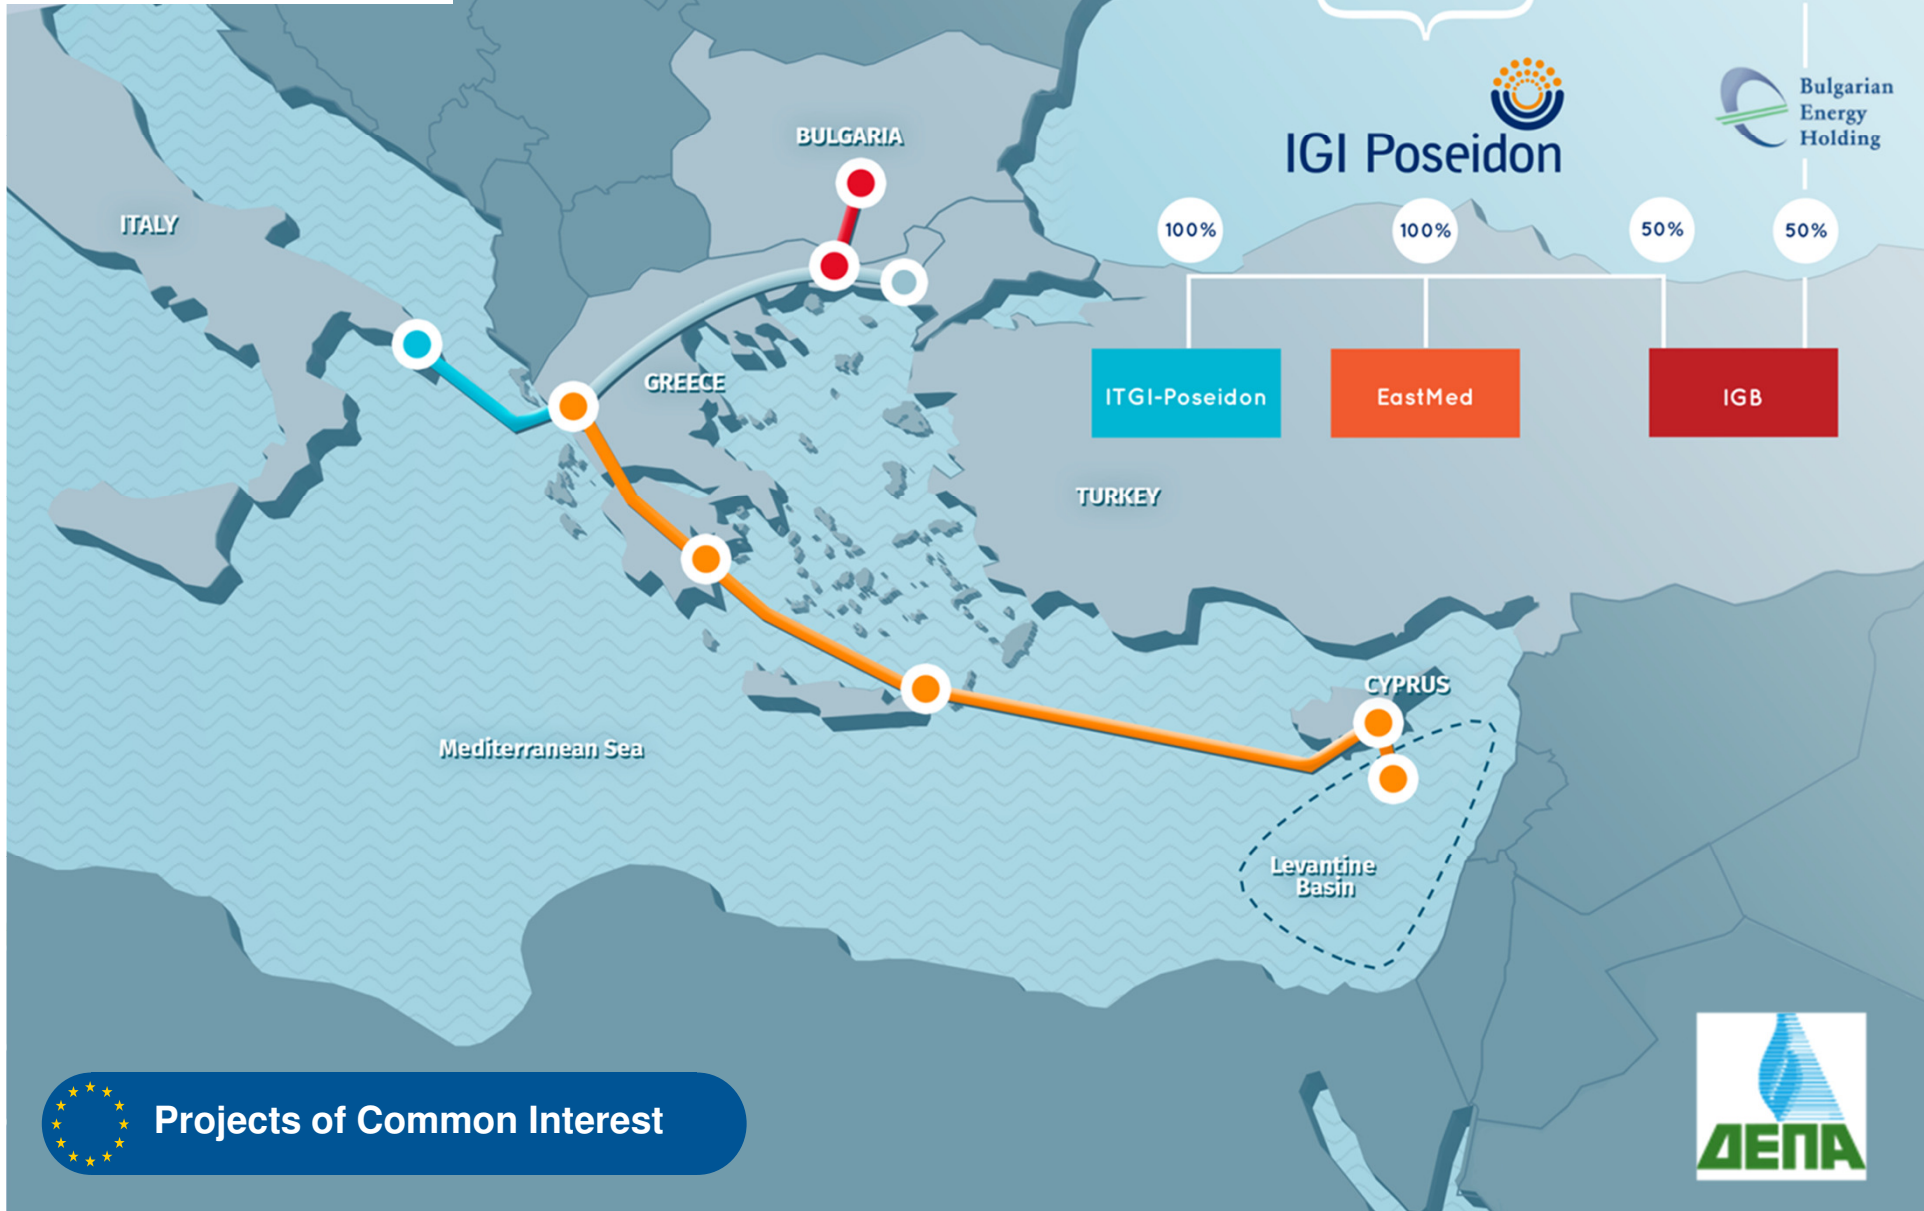 Bulgarian
Energy
Holding
IGI Poseidon
BULGARIA
ITALY
100%
100%
50%
50%
GREECE
ITGI-Poseidon
EastMed
IGB
TURKEY
CYPRUS
Mediterranean Sea
Levantine
Basin
Projects of Common Interest
ΔΕΠΑ